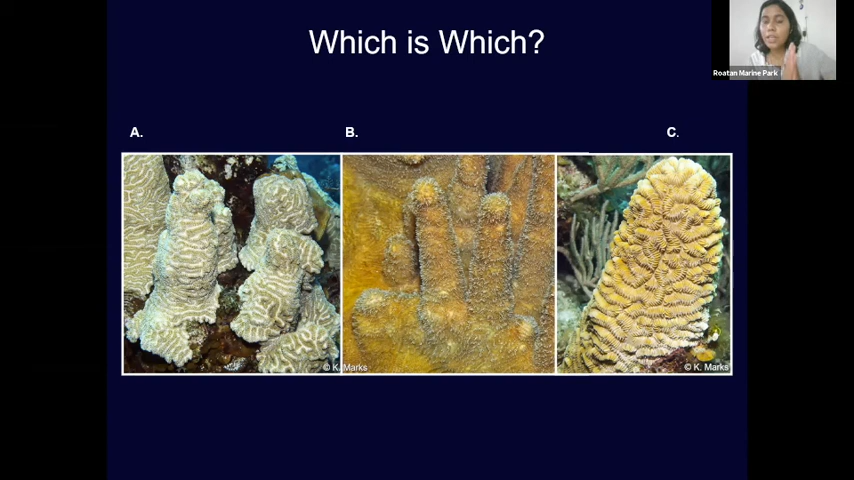 Which is Which?
Roatan Marine Park
A.
B.
C.
© K. Marks
© K. Marks